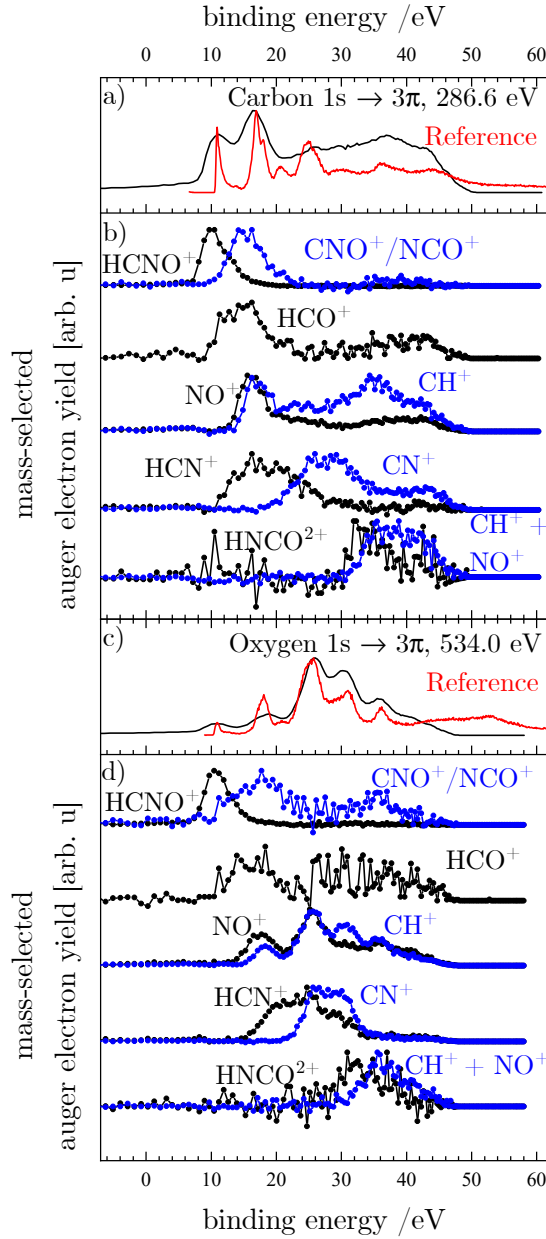 binding energy /eV
0 10 20 30 40 50 60
a)
Carbon 1s → 3π, 286.6 eV
Reference
b)
CNO⁺/NCO⁺
HCNO⁺
HCO⁺
NO⁺
CH⁺
HCN⁺
CN⁺
CH⁺ +
NO⁺
HNCO²⁺
mass-selected
auger electron yield [arb. u]
c)
Oxygen 1s → 3π, 534.0 eV
Reference
d)
CNO⁺/NCO⁺
HCNO⁺
HCO⁺
NO⁺
CH⁺
HCN⁺
CN⁺
HNCO²⁺
CH⁺ + NO⁺
mass-selected
auger electron yield [arb. u]
0 10 20 30 40 50 60
binding energy /eV